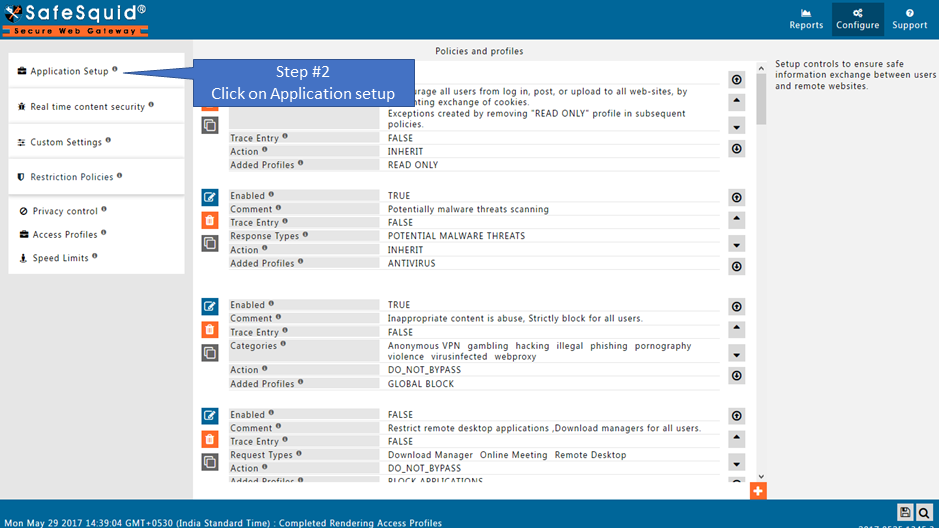 SafeSquid®
Secure Web Gateway
Reports
Configure
Support
Policies and profiles
Application Setup
Real time content security
Custom Settings
Restriction Policies
Privacy control
Access Profiles
Speed Limits
Step #2
Click on Application setup
Setup controls to ensure safe
information exchange between users
and remote websites.
all users from log in, post, or upload to all web-sites, by
exchange of cookies.
Exceptions created by removing "READ ONLY" profile in subsequent
policies.
Trace Entry FALSE
Action INHERIT
Added Profiles READ ONLY
Enabled TRUE
Comment Potentially malware threats scanning
Trace Entry FALSE
Response Types POTENTIAL MALWARE THREATS
Action INHERIT
Added Profiles ANTIVIRUS
Enabled TRUE
Comment Inappropriate content is abuse, Strictly block for all users.
Trace Entry FALSE
Categories Anonymous VPN gambling hacking illegal phishing pornography
violence virusinfected webproxy
Action DO_NOT_BYPASS
Added Profiles GLOBAL BLOCK
Enabled FALSE
Comment Restrict remote desktop applications ,Download managers for all users.
Trace Entry FALSE
Request Types Download Manager Online Meeting Remote Desktop
Action DO_NOT_BYPASS
Added Profiles BLOCK APPLICATIONS
Mon May 29 2017 14:39:04 GMT+0530 (India Standard Time) : Completed Rendering Access Profiles